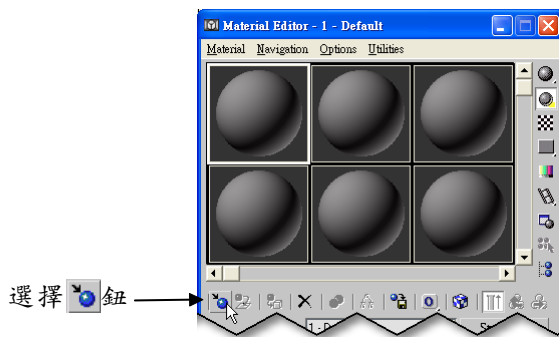 Material Editor - 1 - Default
Material Navigation Options Utilities
選擇鈕